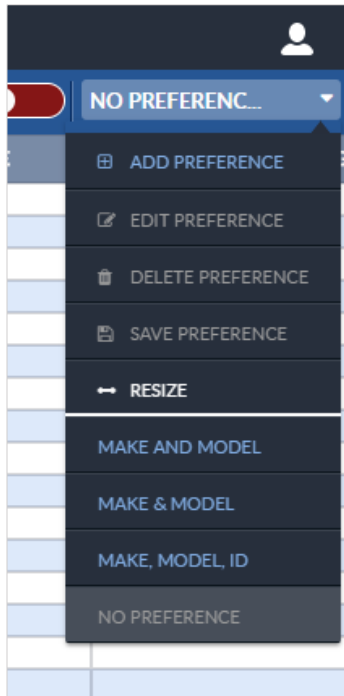 NO PREFERENC...
ADD PREFERENCE
EDIT PREFERENCE
DELETE PREFERENCE
SAVE PREFERENCE
RESIZE
MAKE AND MODEL
MAKE & MODEL
MAKE, MODEL, ID
NO PREFERENCE